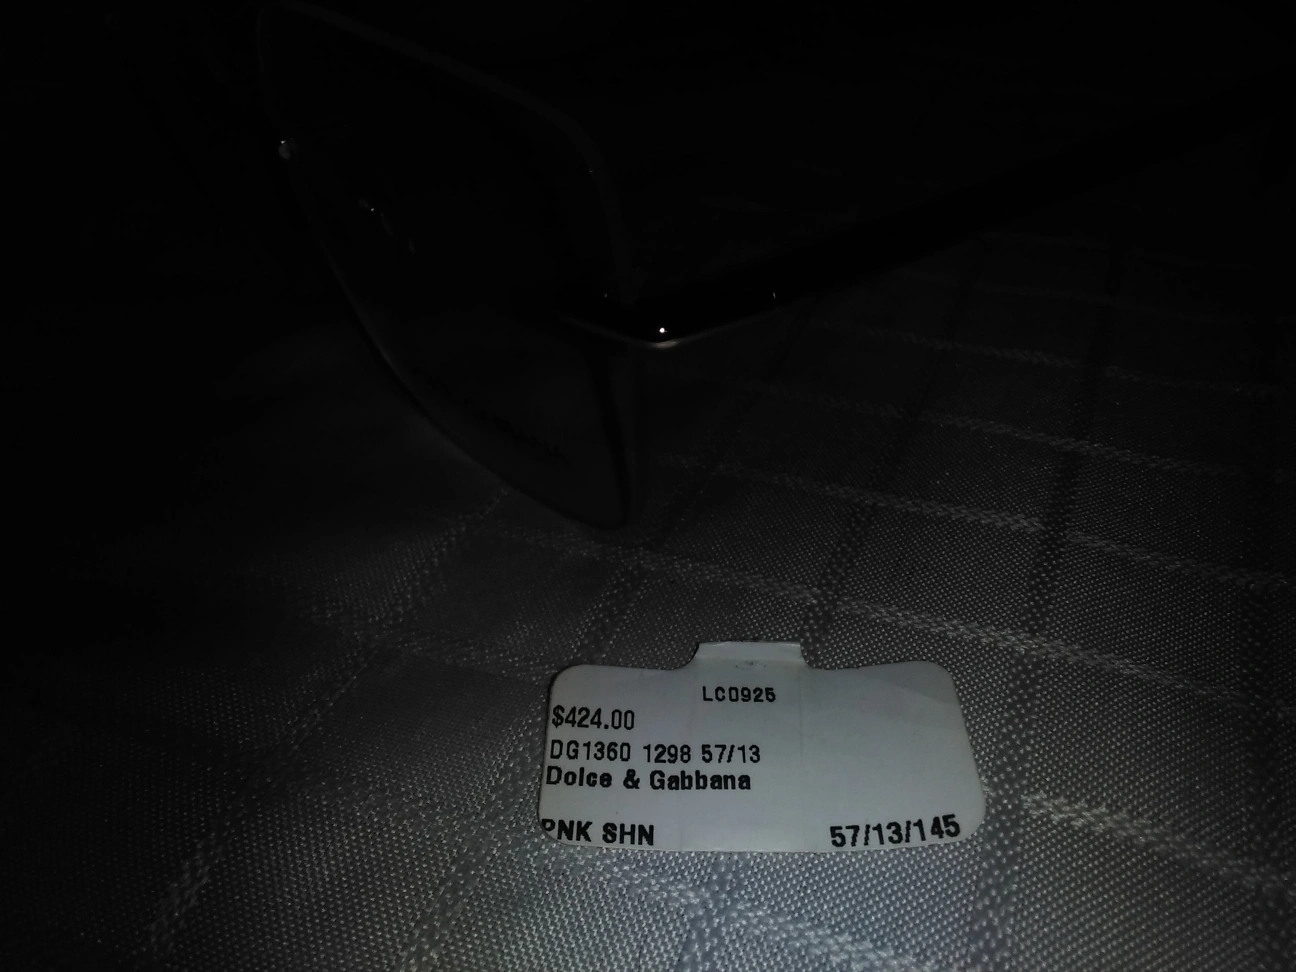 LC0925
$424.00
DG1360 1298 57/13
Dolce & Gabbana
PNK SHN 57/13/145